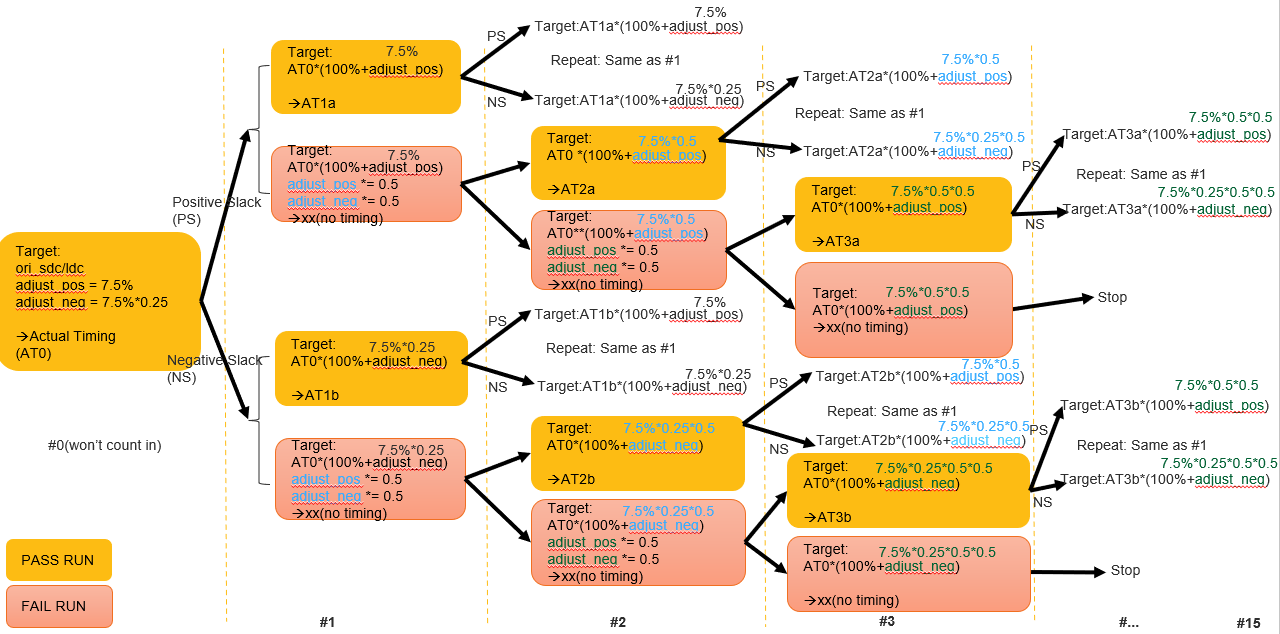 Target:
ori_sdc/ldc
adjust_pos = 7.5%
adjust_neg = 7.5%*0.25
→Actual Timing
(AT0)
#0(won't count in)
PASS RUN
FAIL RUN
Positive Slack
(PS)
Negative Slack
(NS)
Target:
7.5%
AT0*(100%+adjust_pos)
→AT1a
Target:
7.5%
AT0*(100%+adjust_pos)
adjust_pos *= 0.5
adjust_neg *= 0.5
→xx(no timing)
Target:
7.5%*0.25
AT0*(100%+adjust_neg)
→AT1b
Target:
7.5%*0.25
AT0*(100%+adjust_neg)
adjust_pos *= 0.5
adjust_neg *= 0.5
→xx(no timing)
#1
PS
7.5%
Target:AT1a*(100%+adjust_pos)
Repeat: Same as #1
NS
7.5%*0.25
Target:AT1a*(100%+adjust_neg)
Target:
7.5%*0.5
AT0 *(100%+adjust_pos)
→AT2a
Target:
7.5%*0.5
AT0**(100%+adjust_pos)
adjust_pos *= 0.5
adjust_neg *= 0.5
→xx(no timing)
PS
7.5%
Target:AT1b*(100%+adjust_pos)
Repeat: Same as #1
NS
7.5%*0.25
Target:AT1b*(100%+adjust_neg)
Target:
7.5%*0.25*0.5
AT0*(100%+adjust_neg)
→AT2b
Target:
7.5%*0.25*0.5
AT0*(100%+adjust_neg)
adjust_pos *= 0.5
adjust_neg *= 0.5
→xx(no timing)
#2
PS
7.5%*0.5
Target:AT2a*(100%+adjust_pos)
Repeat: Same as #1
NS
7.5%*0.25*0.5
Target:AT2a*(100%+adjust_neg)
Target:
7.5%*0.5*0.5
AT0*(100%+adjust_pos)
→AT3a
Target:
7.5%*0.5*0.5
AT0*(100%+adjust_pos)
→xx(no timing)
PS
7.5%*0.5
Target:AT2b*(100%+adjust_pos)
Repeat: Same as #1
NS
7.5%*0.25*0.5
Target:AT2b*(100%+adjust_neg)
Target:
7.5%*0.25*0.5*0.5
AT0*(100%+adjust_neg)
→AT3b
Target:
7.5%*0.25*0.5*0.5
AT0*(100%+adjust_neg)
→xx(no timing)
#3
PS
7.5%*0.5*0.5
Target:AT3a*(100%+adjust_pos)
Repeat: Same as #1
NS
7.5%*0.25*0.5*0.5
Target:AT3a*(100%+adjust_neg)
Stop
PS
7.5%*0.5*0.5
Target:AT3b*(100%+adjust_pos)
Repeat: Same as #1
NS
7.5%*0.25*0.5*0.5
Target:AT3b*(100%+adjust_neg)
Stop
#...
#15